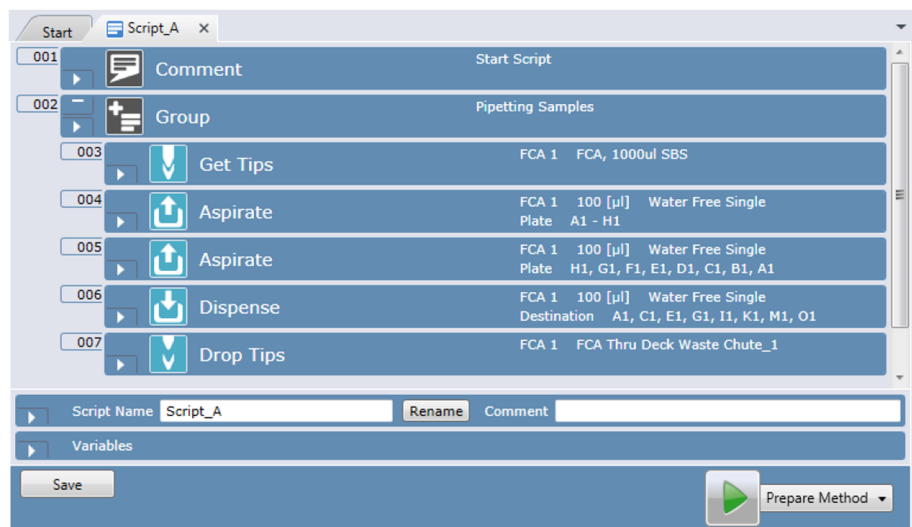 Start
Script_A
001
Comment
Start Script
002
Group
Pipetting Samples
003
Get Tips
FCA 1 FCA, 1000ul SBS
004
Aspirate
FCA 1 100 [µl] Water Free Single
Plate A1 - H1
005
Aspirate
FCA 1 100 [µl] Water Free Single
Plate H1, G1, F1, E1, D1, C1, B1, A1
006
Dispense
FCA 1 100 [µl] Water Free Single
Destination A1, C1, E1, G1, I1, K1, M1, O1
007
Drop Tips
FCA 1 FCA Thru Deck Waste Chute_1
Script Name Script_A Rename Comment
Variables
Save
Prepare Method